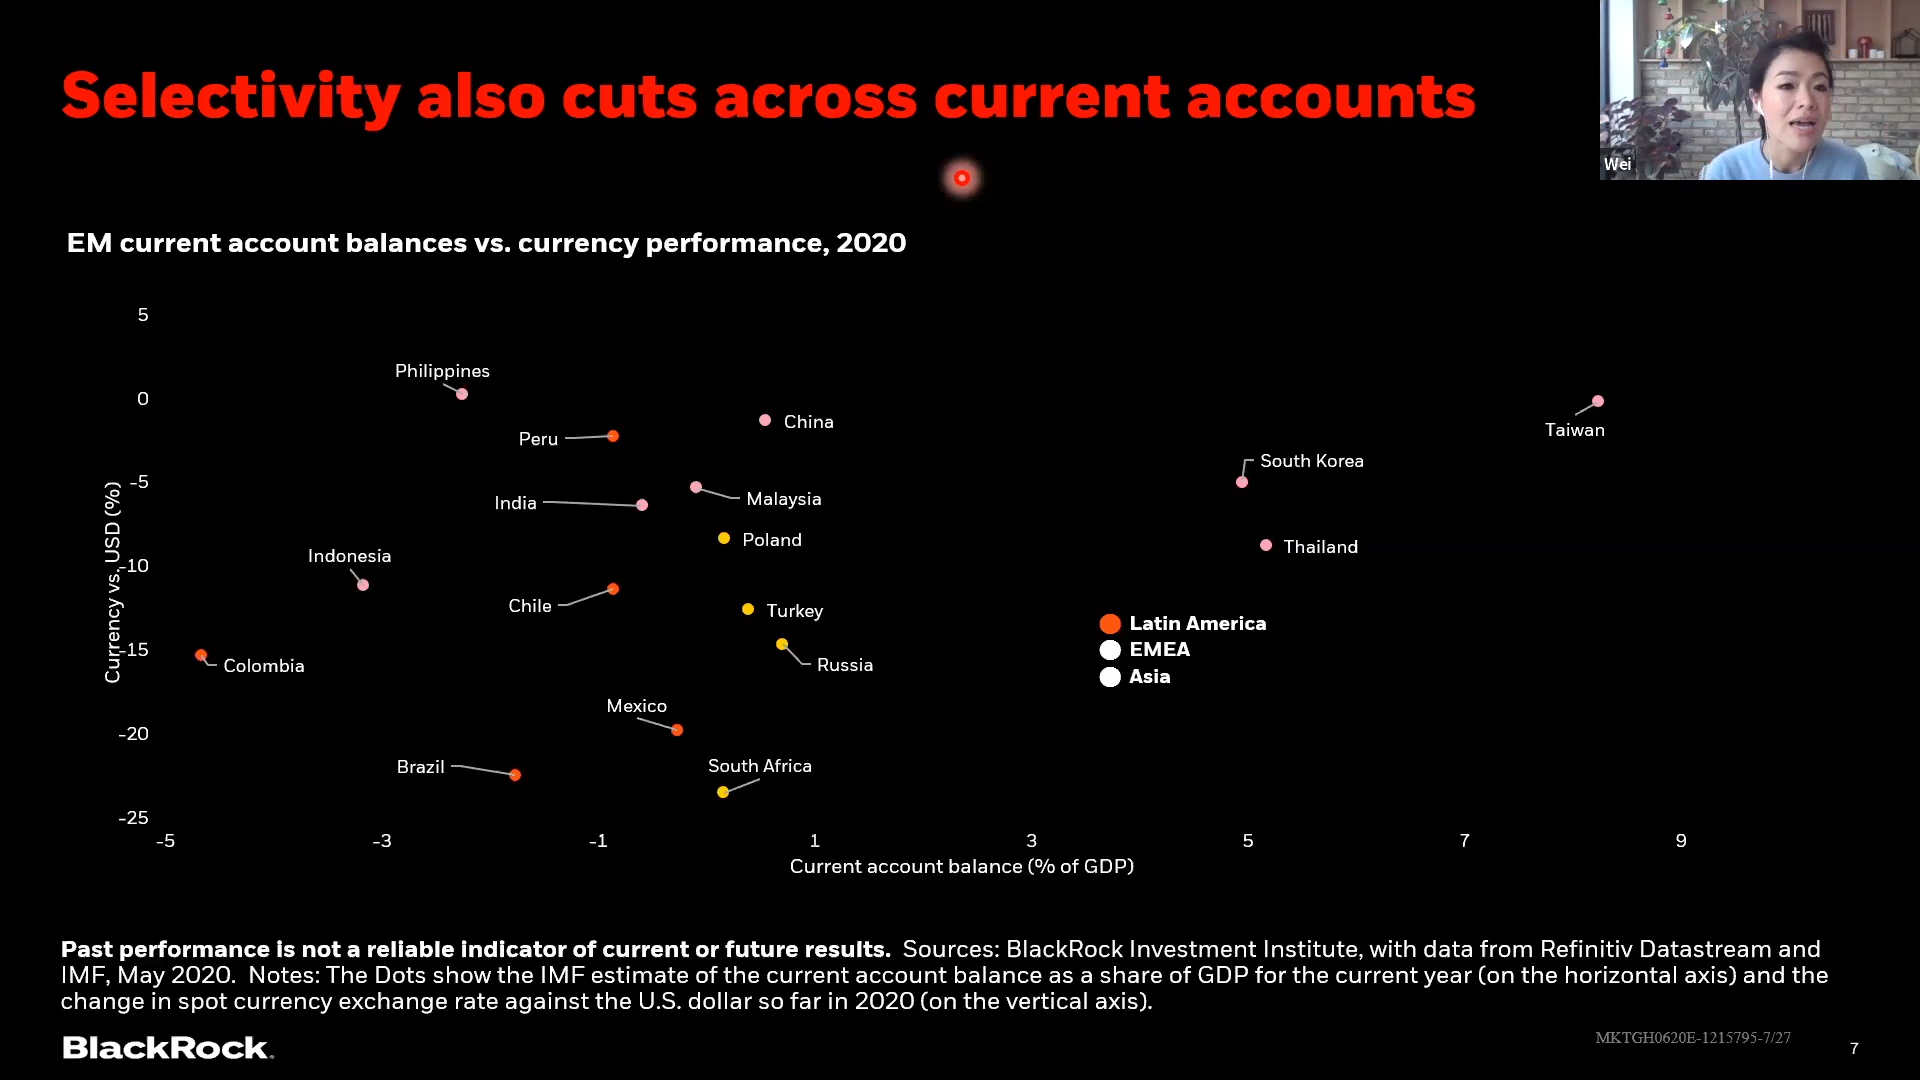 Selectivity also cuts across current accounts
Wei
EM current account balances vs. currency performance, 2020
5
0
-5
-10
-15
-20
-25
Currency vs. USD (%)
Philippines
China
Peru
Taiwan
South Korea
India
Malaysia
Poland
Thailand
Indonesia
Chile
Turkey
Colombia
Russia
Mexico
Brazil
South Africa
Latin America
EMEA
Asia
-5
-3
-1
1
3
5
7
9
Current account balance (% of GDP)
Past performance is not a reliable indicator of current or future results. Sources: BlackRock Investment Institute, with data from Refinitiv Datastream and
IMF, May 2020. Notes: The Dots show the IMF estimate of the current account balance as a share of GDP for the current year (on the horizontal axis) and the
change in spot currency exchange rate against the U.S. dollar so far in 2020 (on the vertical axis).
BlackRock.
MKTGH0620E-1215795-7/27
7